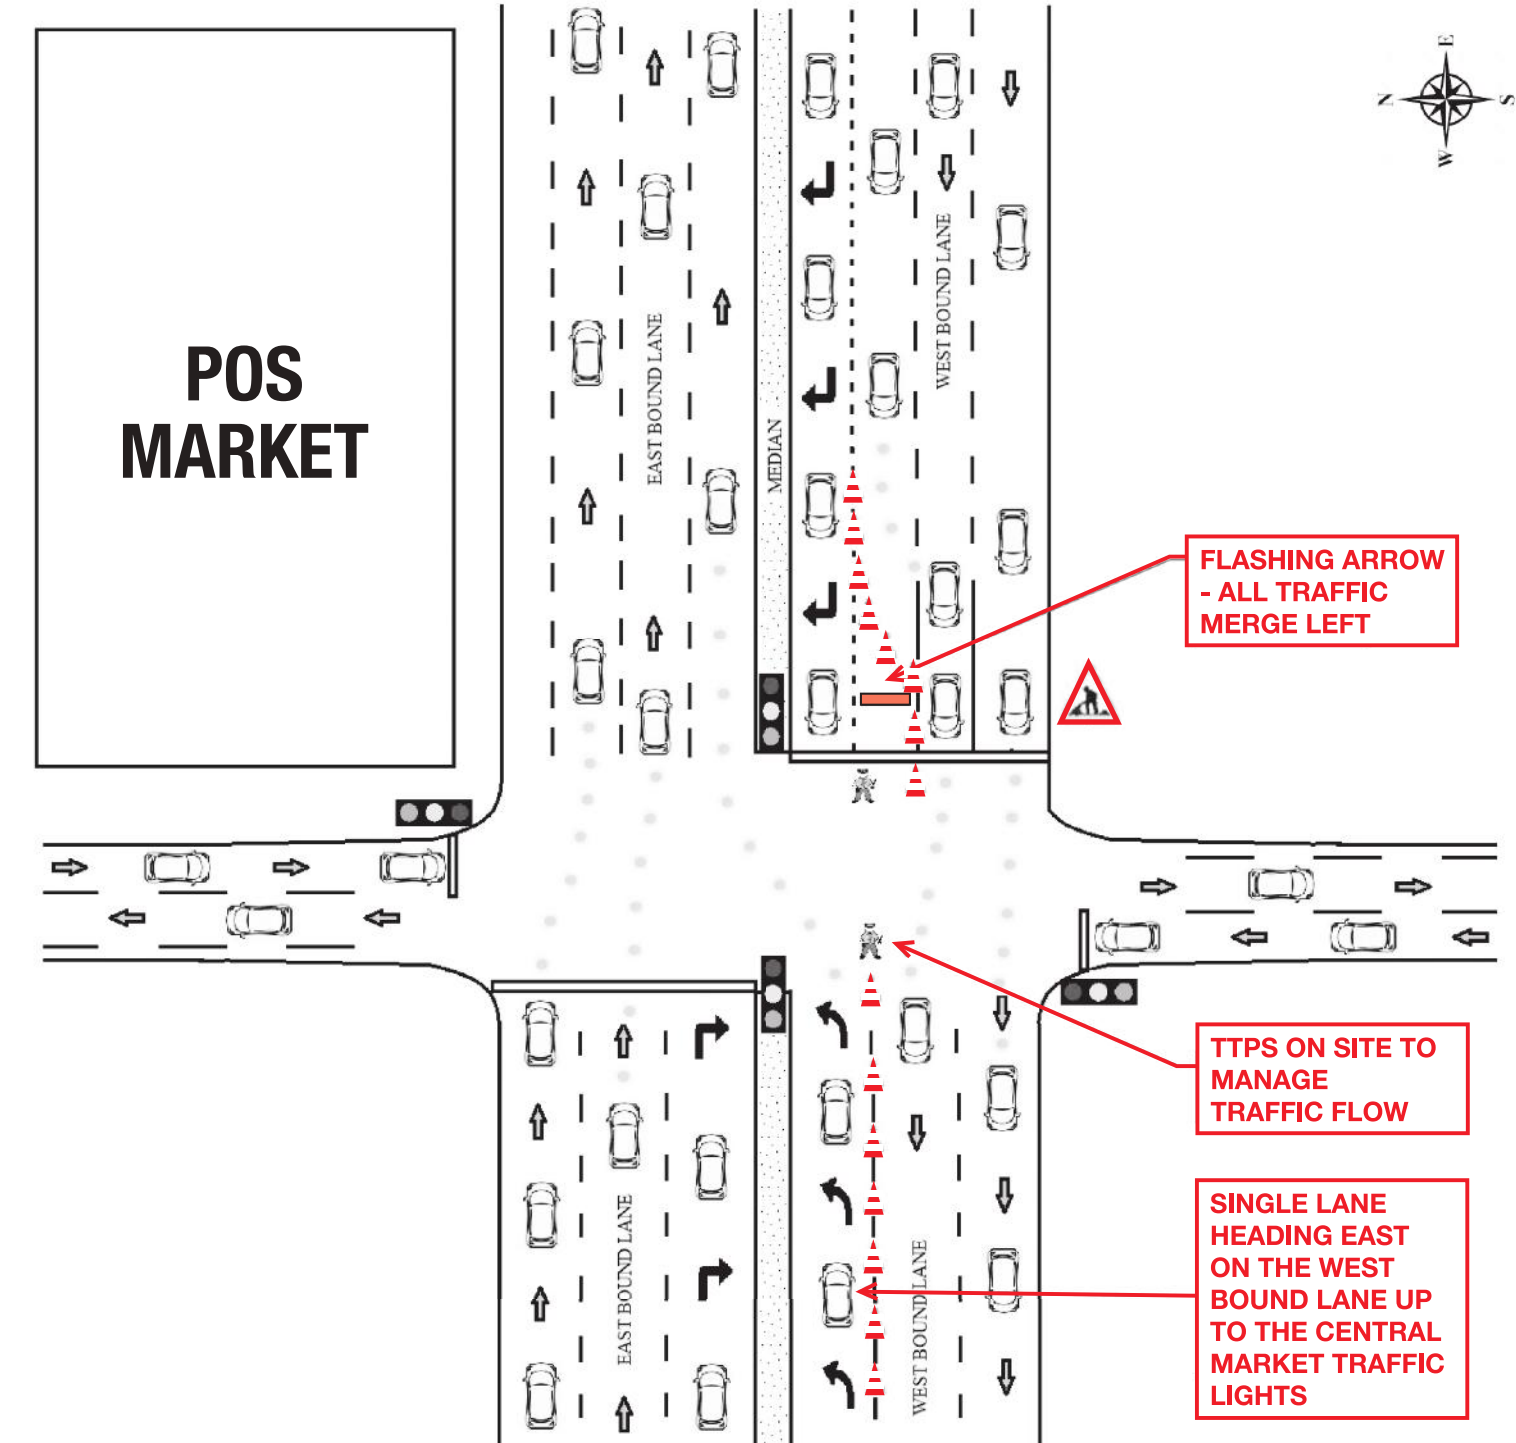 E
N
S
W
POS
MARKET
EAST BOUND LANE
MEDIAN
WEST BOUND LANE
FLASHING ARROW
- ALL TRAFFIC
MERGE LEFT
TTPS ON SITE TO
MANAGE
TRAFFIC FLOW
EAST BOUND LANE
WEST BOUND LANE
SINGLE LANE
HEADING EAST
ON THE WEST
BOUND LANE UP
TO THE CENTRAL
MARKET TRAFFIC
LIGHTS